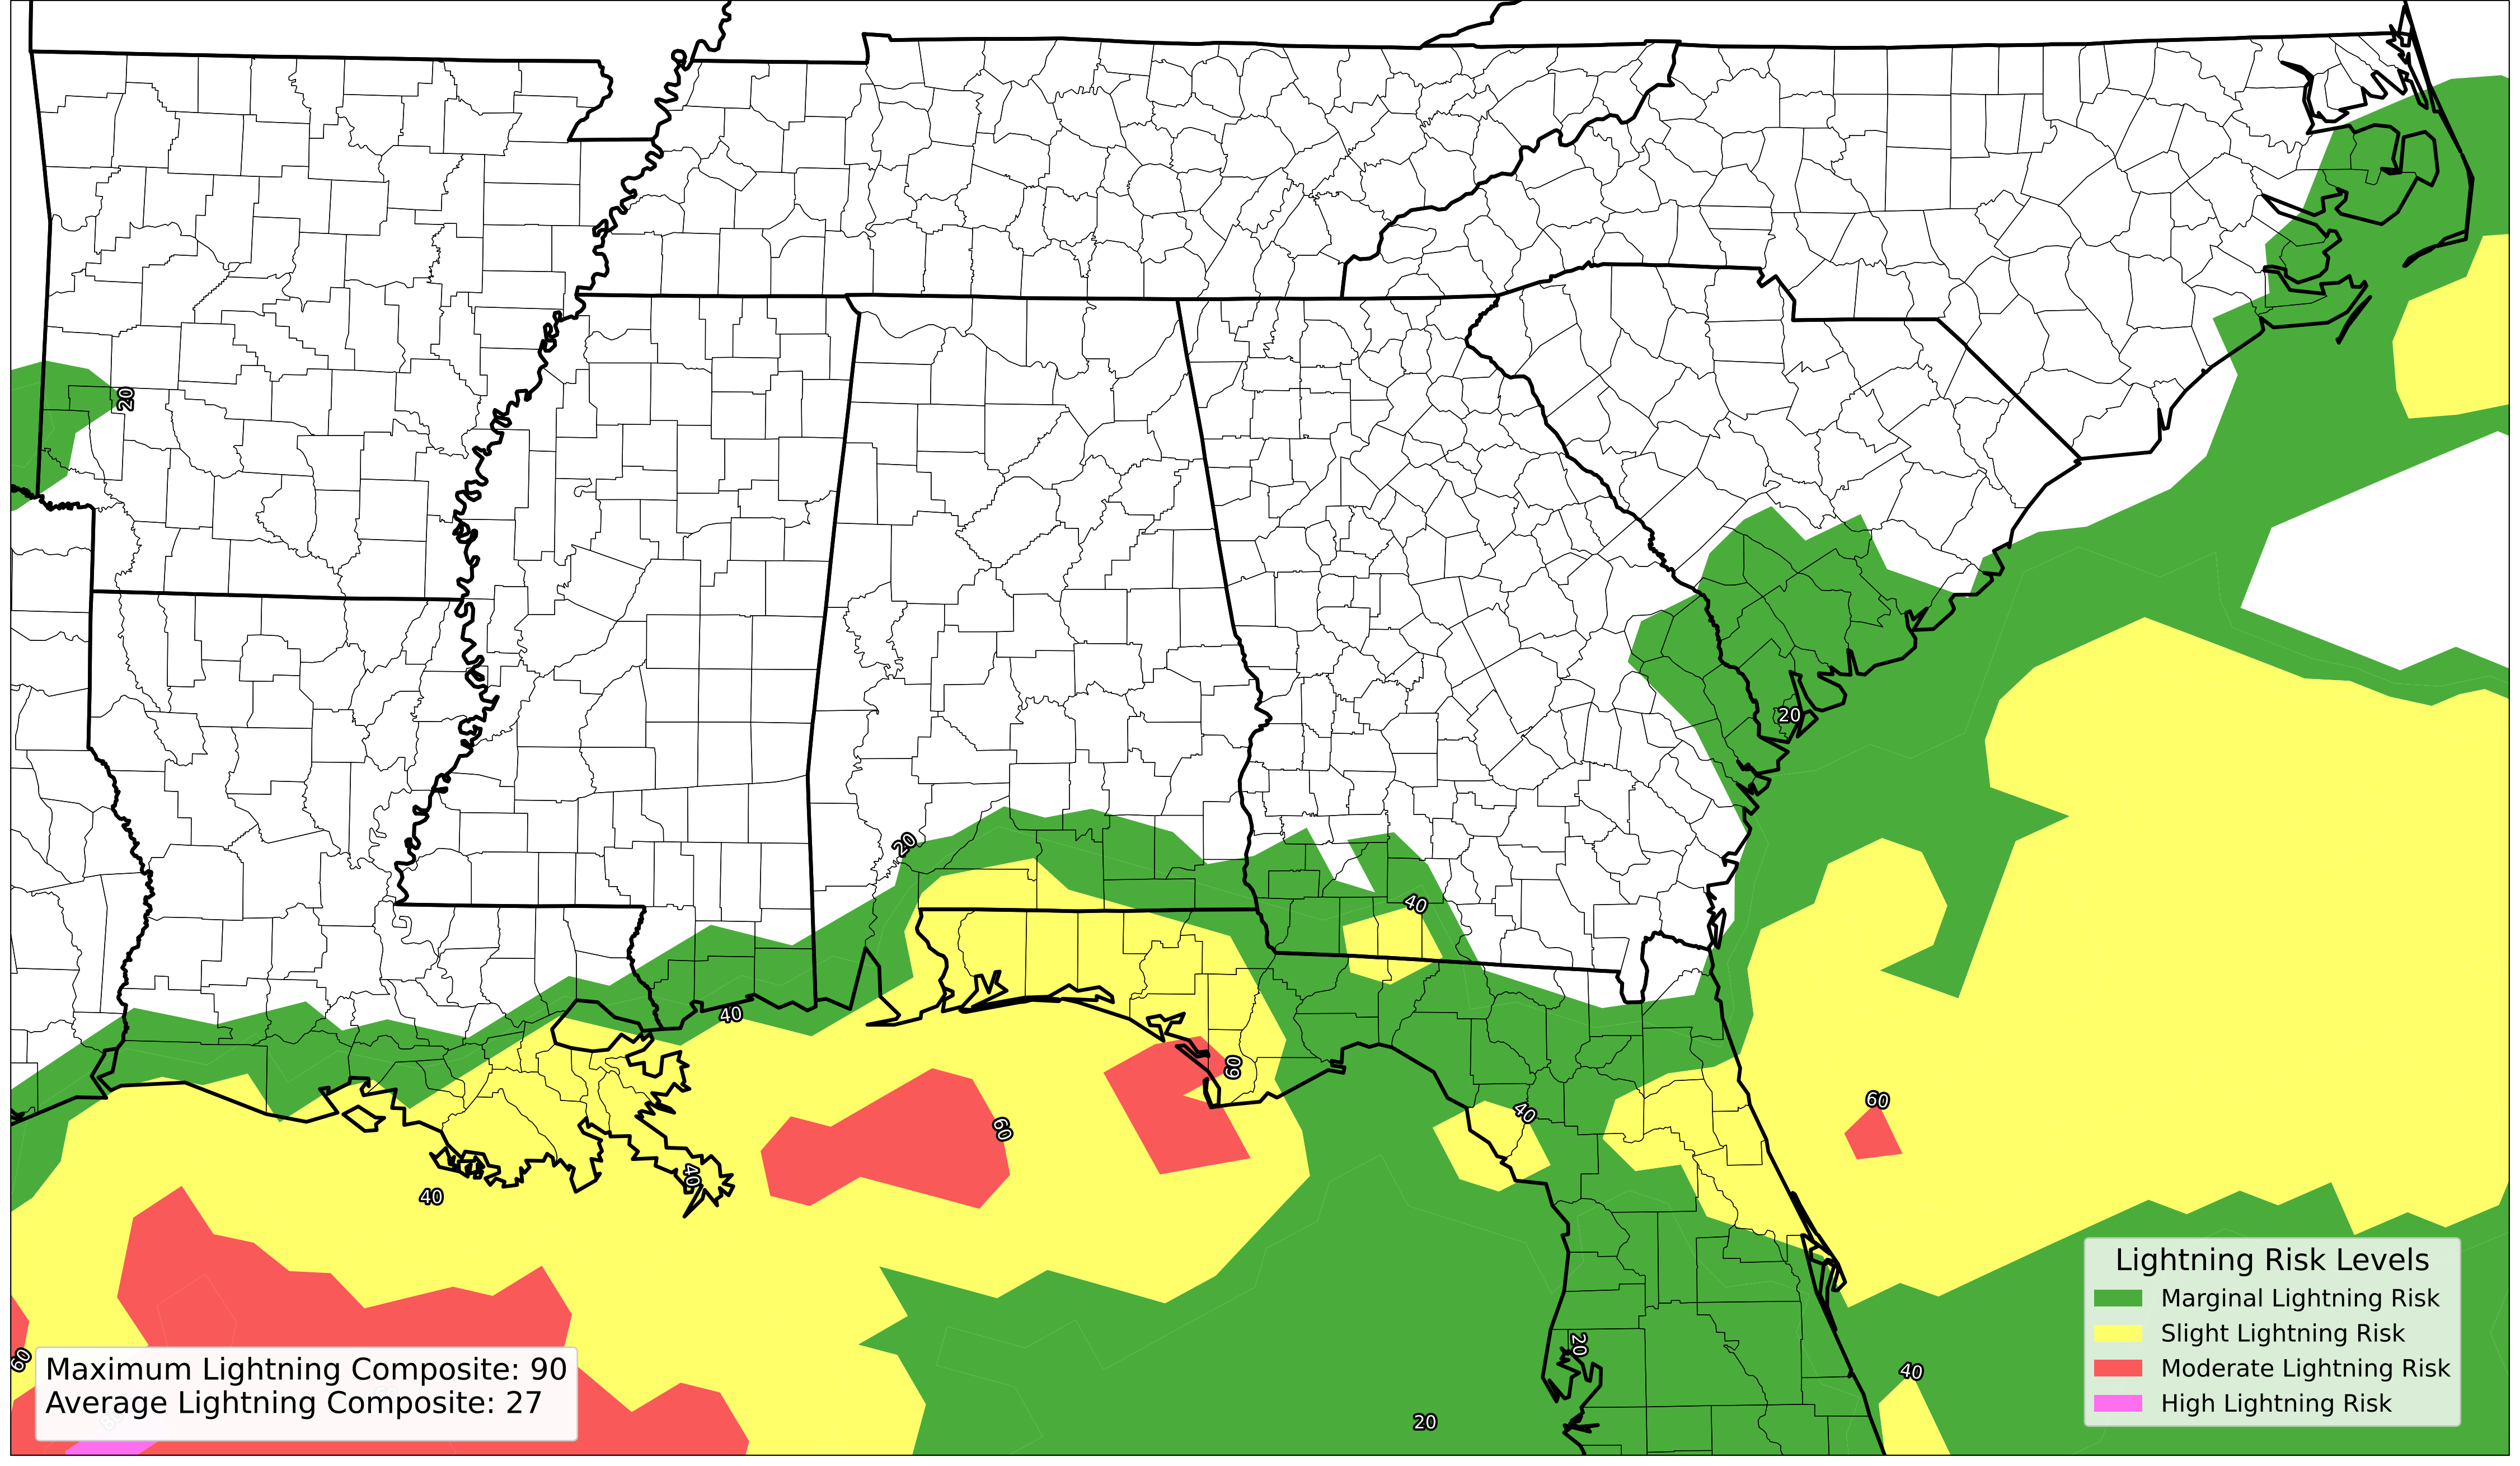 20
20
20
40
40
60
40
60
60
40
40
60
20
40
20
Maximum Lightning Composite: 90
Average Lightning Composite: 27
Lightning Risk Levels
Marginal Lightning Risk
Slight Lightning Risk
Moderate Lightning Risk
High Lightning Risk